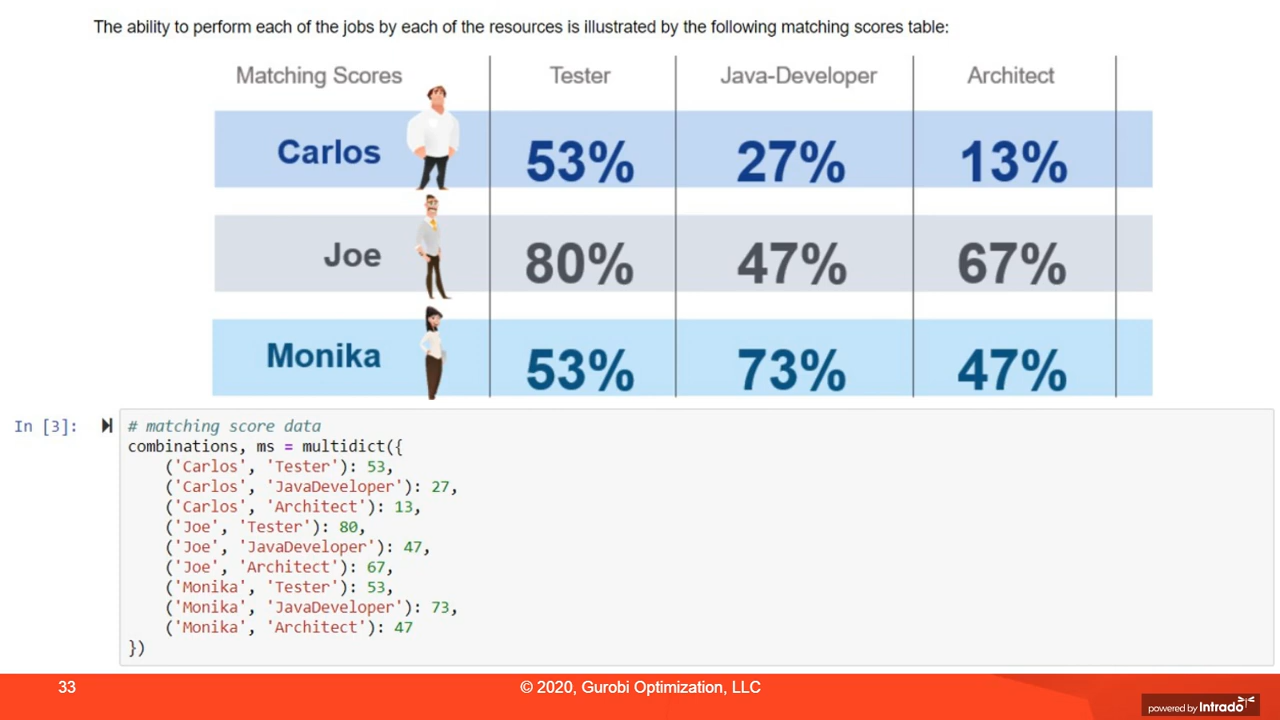 The ability to perform each of the jobs by each of the resources is illustrated by the following matching scores table:
Matching Scores Tester Java-Developer Architect
Carlos 53% 27% 13%
Joe 80% 47% 67%
Monika 53% 73% 47%
In [3]: # matching score data
combinations, ms = multidict({
('Carlos', 'Tester'): 53,
('Carlos', 'JavaDeveloper'): 27,
('Carlos', 'Architect'): 13,
('Joe', 'Tester'): 80,
('Joe', 'JavaDeveloper'): 47,
('Joe', 'Architect'): 67,
('Monika', 'Tester'): 53,
('Monika', 'JavaDeveloper'): 73,
('Monika', 'Architect'): 47
})
33 © 2020, Gurobi Optimization, LLC
powered by Intrado